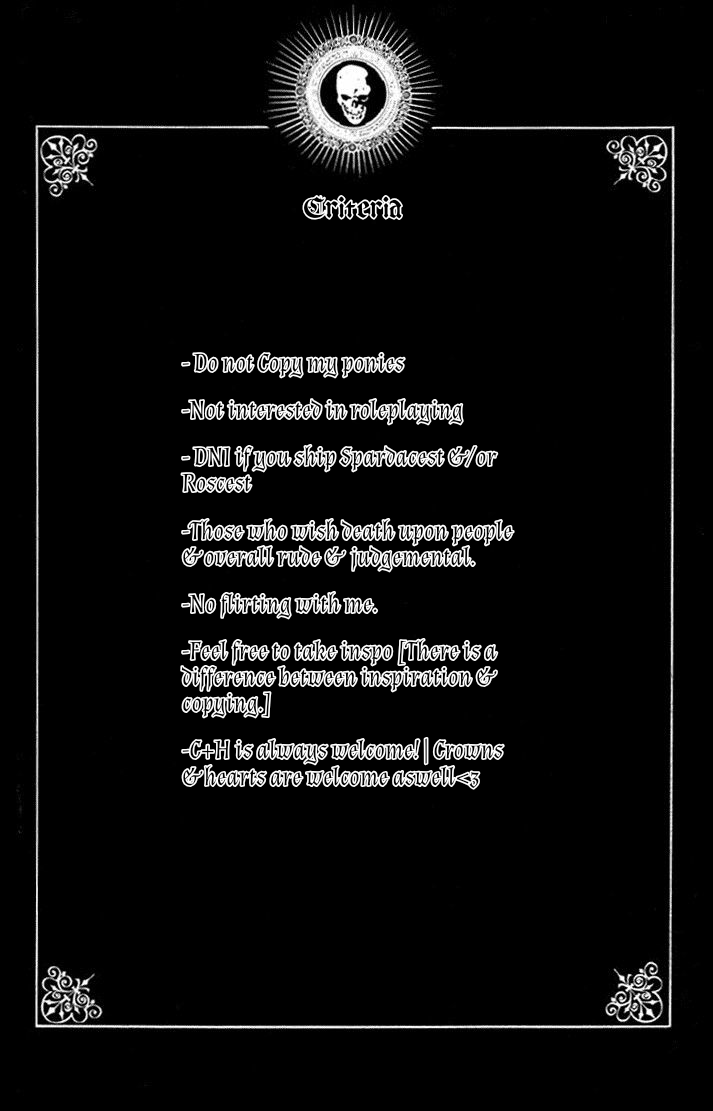 Criteria
- Do not Copy my ponies
-Not interested in roleplaying
- DNI if you ship Spardacest &/or
Roscest
-Those who wish death upon people
& overall rude & judgemental.
-No flirting with me.
-Feel free to take inspo [There is a
difference between inspiration &
copying.]
-C+H is always welcome! | Crowns
& hearts are welcome aswell<3